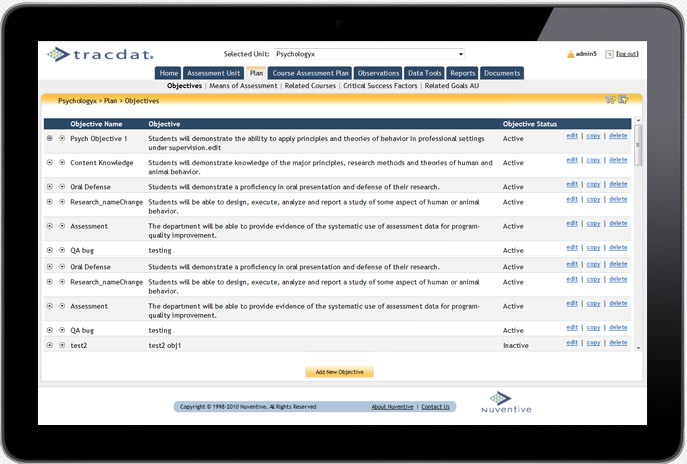 tracdat.
Selected Unit: Psychologyx
admin5 [log out]
Home Assessment Unit Plan Course Assessment Plan Observations Data Tools Reports Documents
Objectives | Means of Assessment | Related Courses | Critical Success Factors | Related Goals AU
Psychologyx > Plan > Objectives
Objective Name Objective Objective Status
Psych Objective 1 Students will demonstrate the ability to apply principles and theories of behavior in professional settings Active edit | copy | delete
under supervision.edit
Content Knowledge Students will demonstrate knowledge of the major principles, research methods and theories of human and Active edit | copy | delete
animal behavior.
Oral Defense Students will demonstrate a proficiency in oral presentation and defense of their research. Active edit | copy | delete
Research_nameChange Students will be able to design, execute, analyze and report a study of some aspect of human or animal Active edit | copy | delete
behavior.
Assessment The department will be able to provide evidence of the systematic use of assessment data for program- Active edit | copy | delete
quality improvement.
QA bug testing Active edit | copy | delete
Oral Defense Students will demonstrate a proficiency in oral presentation and defense of their research. Active edit | copy | delete
Research_nameChange Students will be able to design, execute, analyze and report a study of some aspect of human or animal Active edit | copy | delete
behavior.
Assessment The department will be able to provide evidence of the systematic use of assessment data for program- Active edit | copy | delete
quality improvement.
QA bug testing Active edit | copy | delete
test2 test2 obj1 Inactive edit | copy | delete
Add New Objective
Copyright © 1998-2010 Nuventive. All Rights Reserved About Nuventive | Contact Us
nuventive